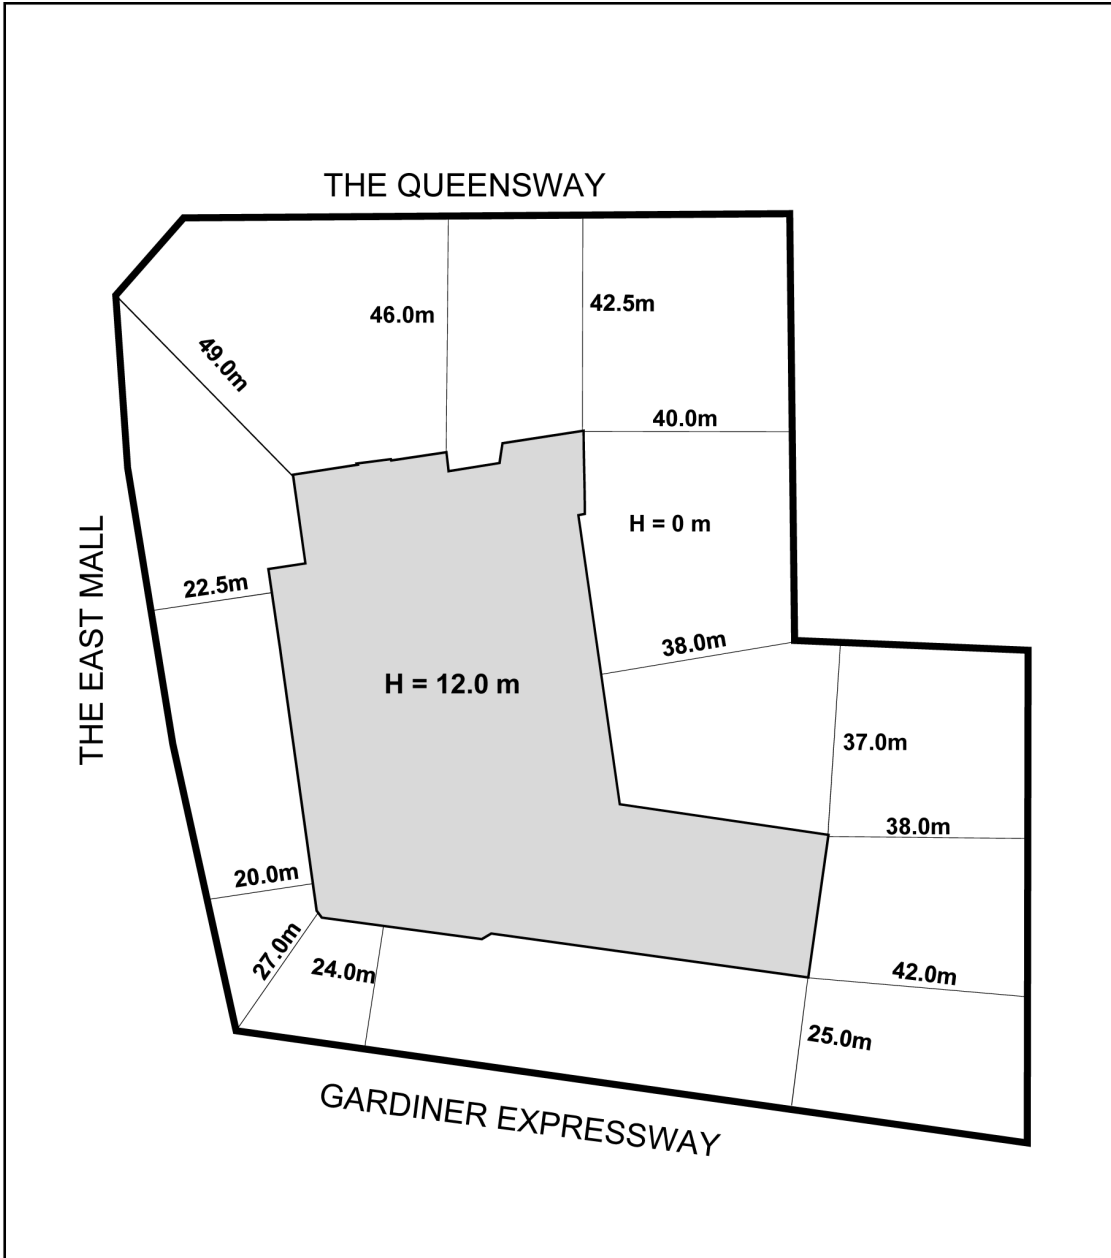 THE QUEENSWAY
46.0m
42.5m
49.0m
40.0m
H = 0 m
THE EAST MALL
22.5m
38.0m
H = 12.0 m
37.0m
38.0m
20.0m
27.0m
24.0m
42.0m
25.0m
GARDINER EXPRESSWAY